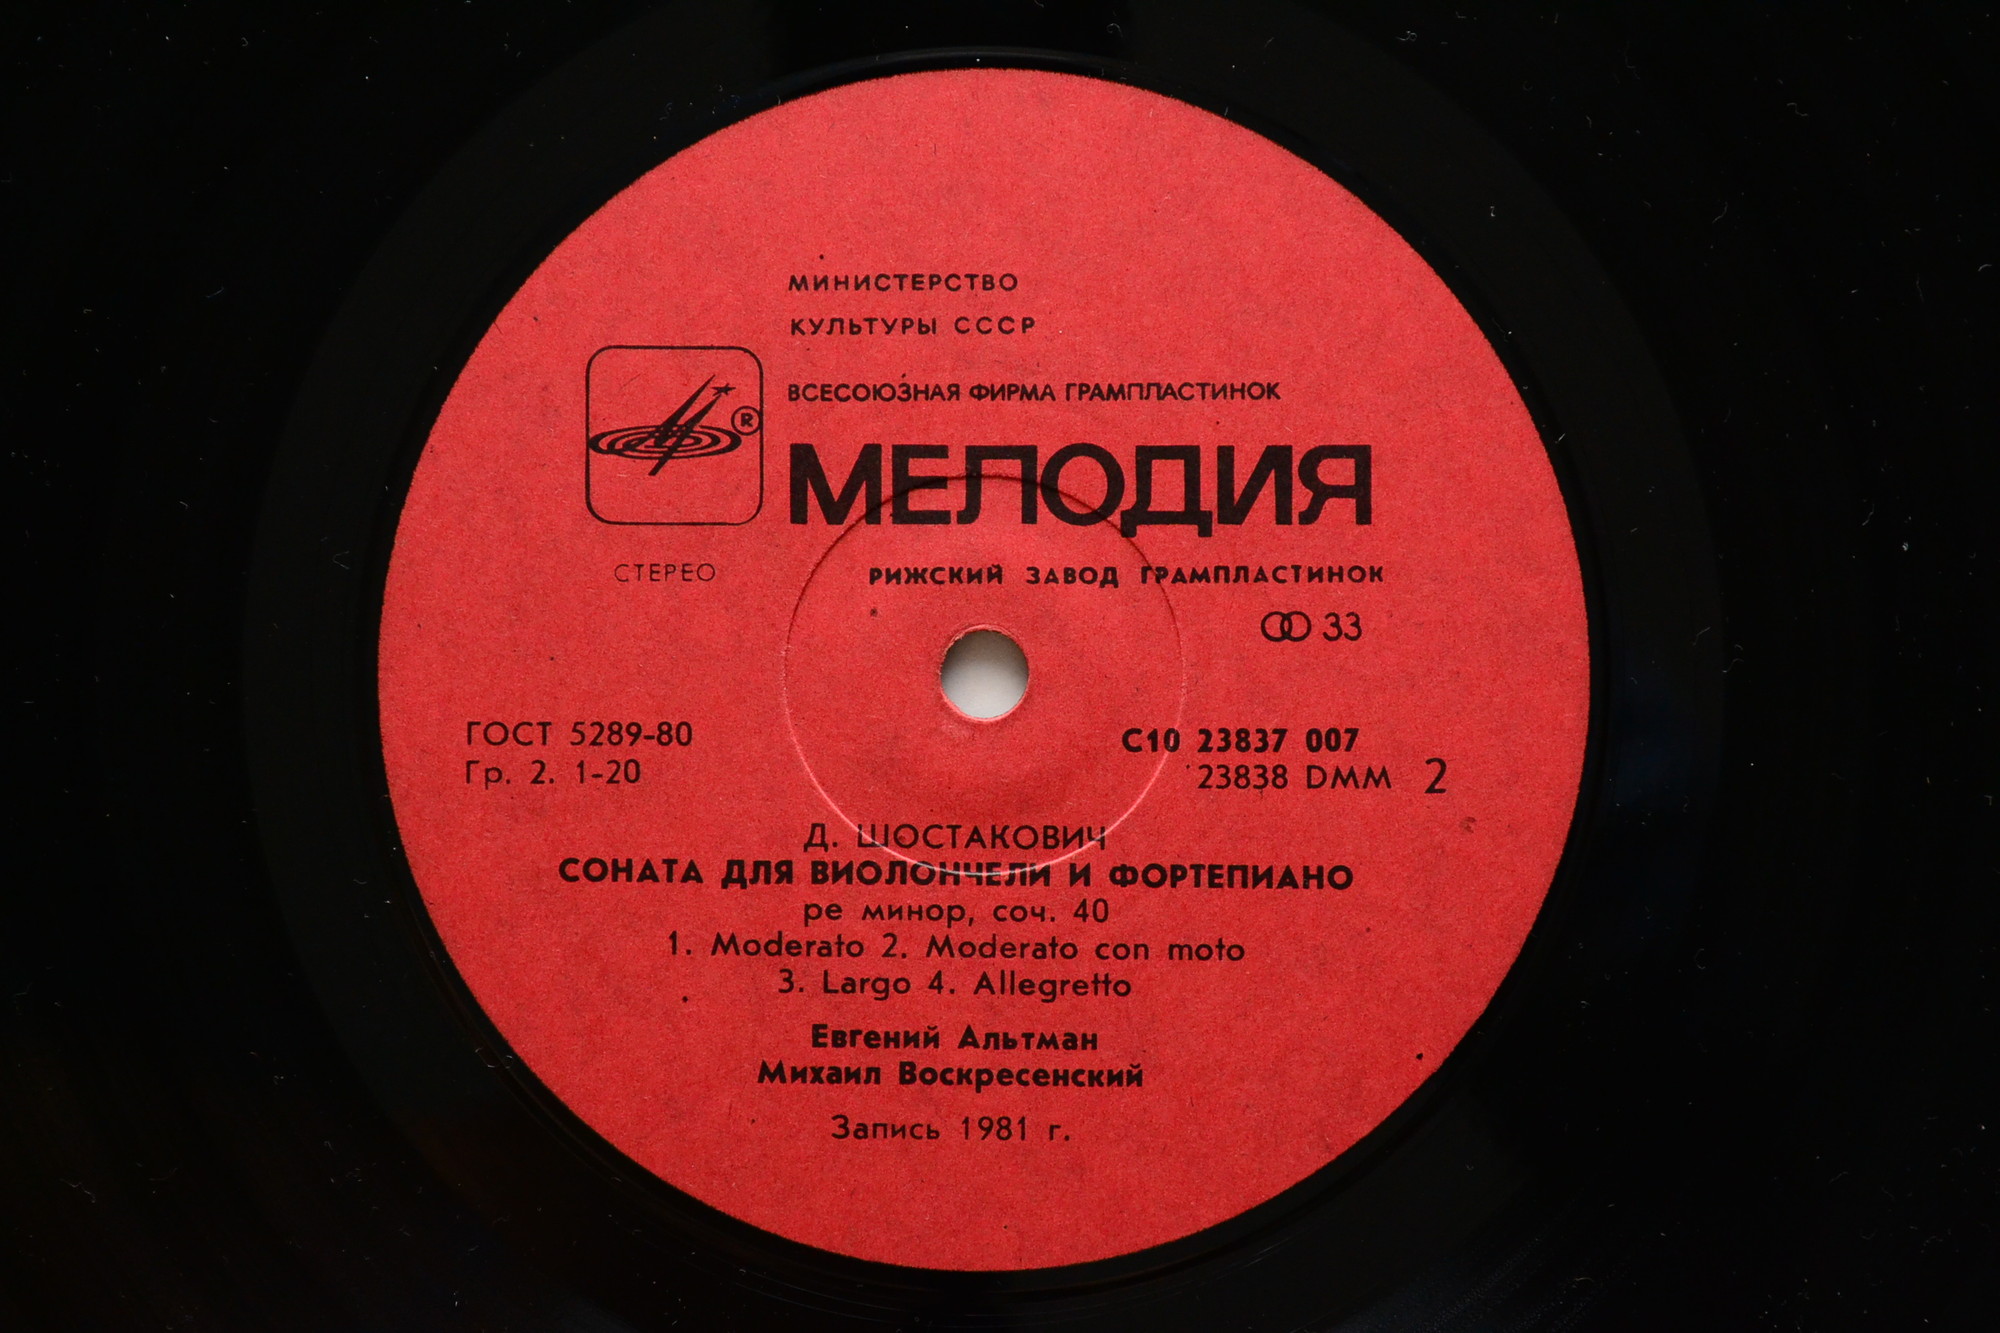 МИНИСТЕРСТВО
КУЛЬТУРЫ СССР
ВСЕСОЮЗНАЯ ФИРМА ГРАМПЛАСТИНОК
®
МЕЛОДИЯ
СТЕРЕО
РИЖСКИЙ ЗАВОД ГРАМПЛАСТИНОК
33
ГОСТ 5289-80
Гр. 2. 1-20
С10 23837 007
23838 DMM 2
Д. ШОСТАКОВИЧ
СОНАТА ДЛЯ ВИОЛОНЧЕЛИ И ФОРТЕПИАНО
ре минор, соч. 40
1. Moderato 2. Moderato con moto
3. Largo 4. Allegretto
Евгений Альтман
Михаил Воскресенский
Запись 1981 г.